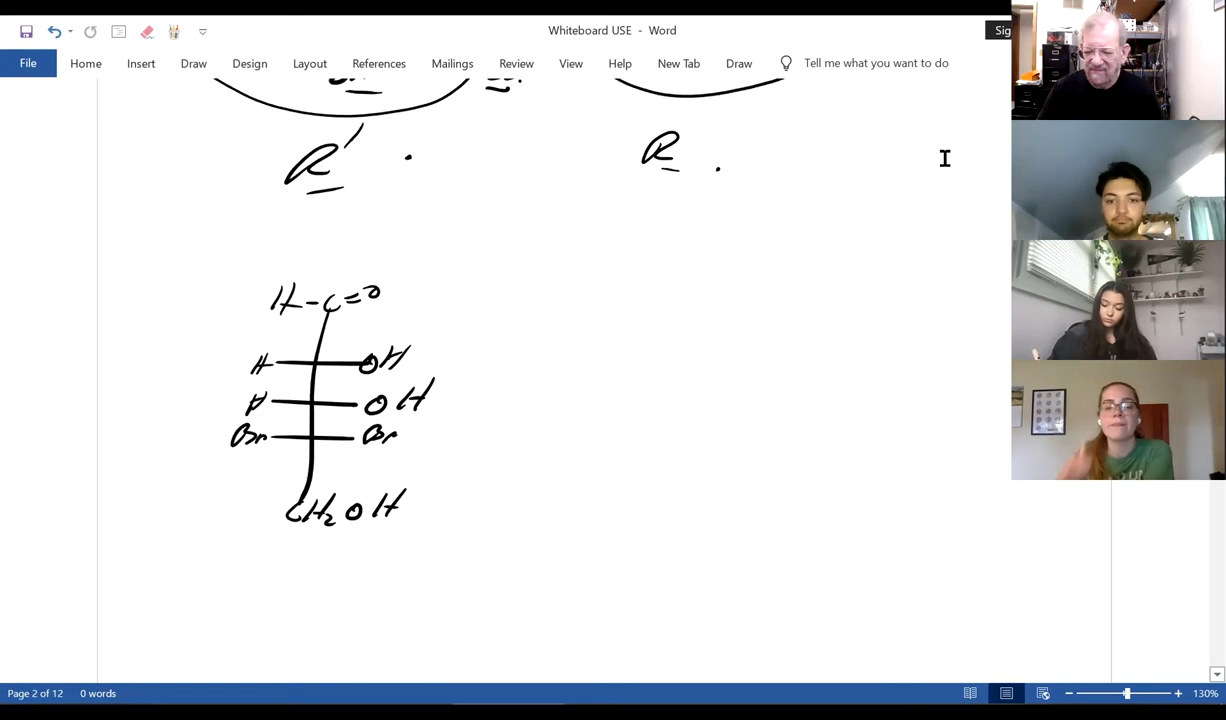 Whiteboard USE - Word
Sig
File Home Insert Draw Design Layout References Mailings Review View Help New Tab Draw Tell me what you want to do
R' .
R .
H-C=O
H OH
H OH
Br Br
CH₂OH
Page 2 of 12 0 words
130%